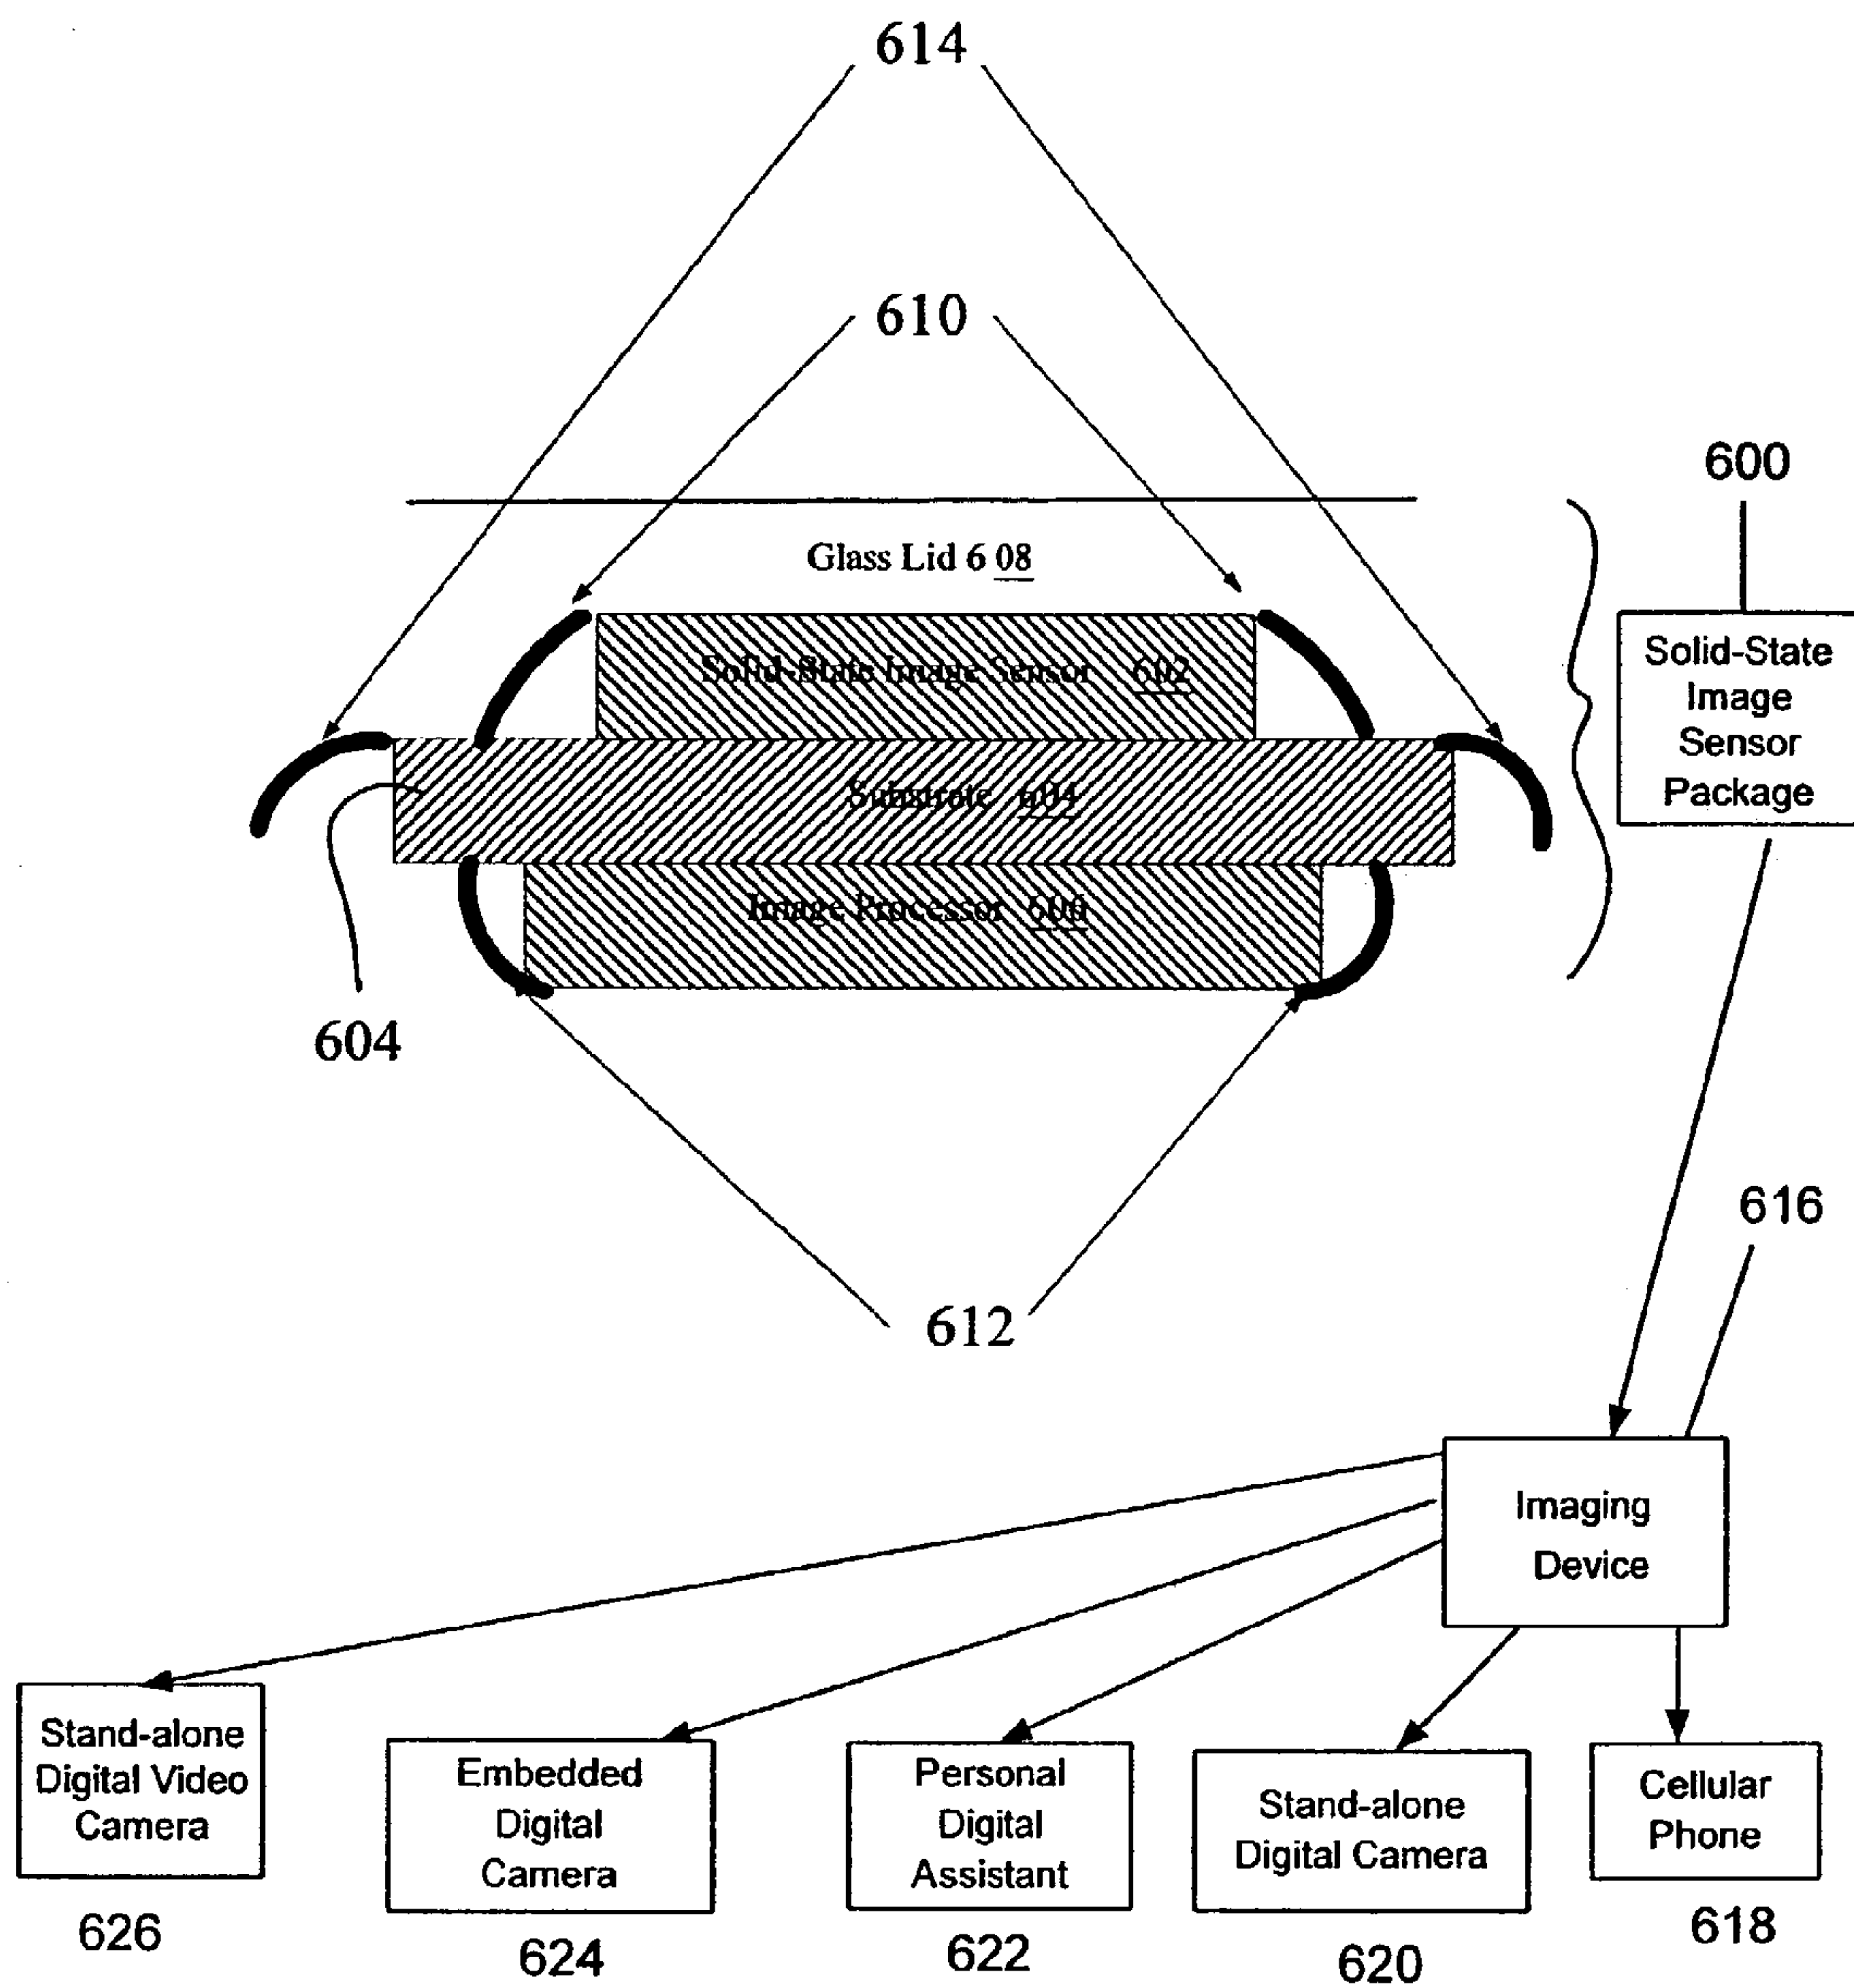 614
610
600
Glass Lid 6 08
Solid-State Image Sensor 602
Solid-State
Image
Sensor
Package
Substrate 604
Image Processor 606
604
616
612
Imaging
Device
Stand-alone
Digital Video
Camera
Embedded
Digital
Camera
Personal
Digital
Assistant
Stand-alone
Digital Camera
Cellular
Phone
626
624
622
620
618